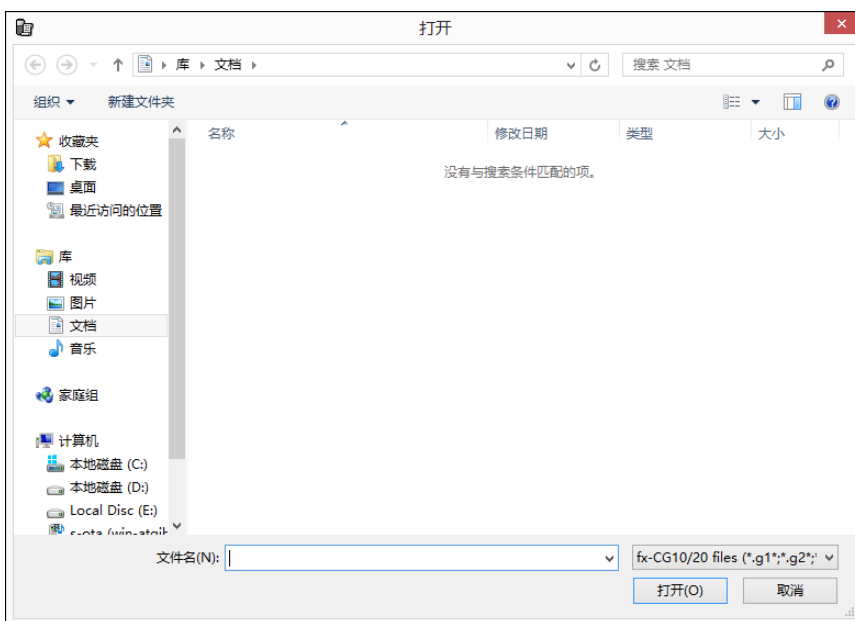 打开
库 文档
搜索 文档
组织 新建文件夹
名称 修改日期 类型 大小
没有与搜索条件匹配的项。
收藏夹
下载
桌面
最近访问的位置
库
视频
图片
文档
音乐
家庭组
计算机
本地磁盘 (C:)
本地磁盘 (D:)
Local Disc (E:)
文件名(N):
fx-CG10/20 files (*.g1*;*.g2*;
打开(O) 取消